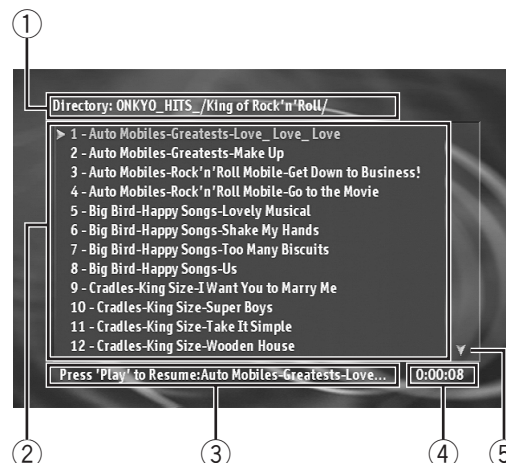 1
Directory: ONKYO_HITS_/King of Rock'n'Roll/
1 - Auto Mobiles-Greatests-Love_ Love_ Love
2 - Auto Mobiles-Greatests-Make Up
3 - Auto Mobiles-Rock'n'Roll Mobile-Get Down to Business!
4 - Auto Mobiles-Rock'n'Roll Mobile-Go to the Movie
5 - Big Bird-Happy Songs-Lovely Musical
6 - Big Bird-Happy Songs-Shake My Hands
7 - Big Bird-Happy Songs-Too Many Biscuits
8 - Big Bird-Happy Songs-Us
9 - Cradles-King Size-I Want You to Marry Me
10 - Cradles-King Size-Super Boys
11 - Cradles-King Size-Take It Simple
12 - Cradles-King Size-Wooden House
Press 'Play' to Resume:Auto Mobiles-Greatests-Love... 0:00:08
2 3 4 5